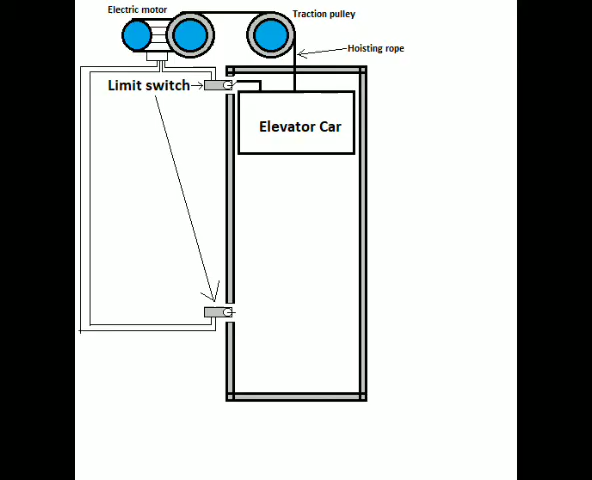 Electric motor
Traction pulley
Hoisting rope
Limit switch
Elevator Car